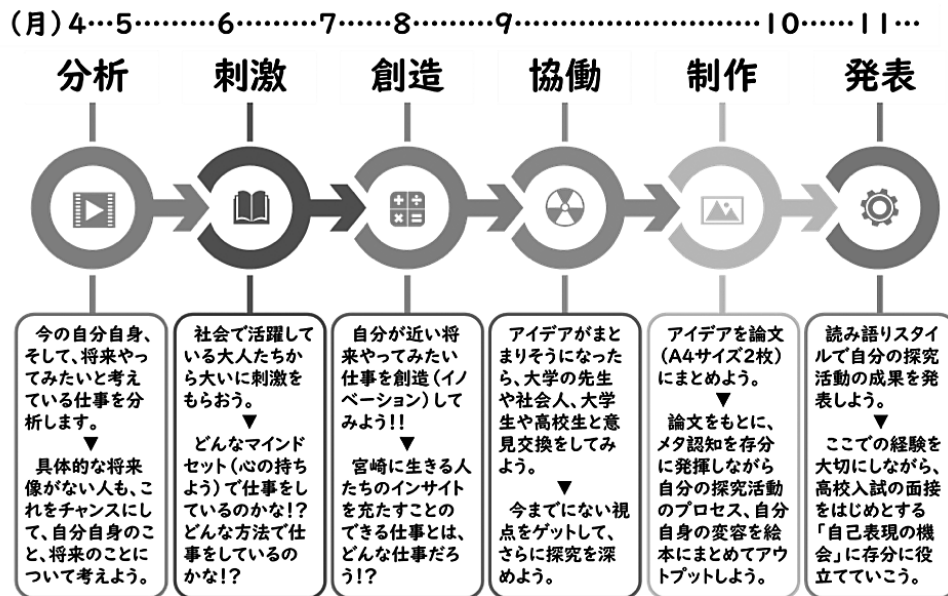 (月)4…5………6………7……8………9……………………10……11…
分析
刺激
創造
協働
制作
発表
今の自分自身、
そして、将来やっ
てみたいと考え
ている仕事を分
析します。
▼
具体的な将来
像がない人も、こ
れをチャンスにし
て、自分自身のこ
と、将来のことに
ついて考えよう。
社会で活躍して
いる大人たちか
ら大いに刺激を
もらおう。
▼
どんなマインド
セット(心の持ち
よう)で仕事をし
ているのかな!?
どんな方法で仕
事をしているの
かな!?
自分が近い将
来やってみたい
仕事を創造(イノ
ベーション)して
みよう!!
▼
宮崎に生きる人
たちのインサイト
を充たすことの
できる仕事とは、
どんな仕事だろ
う!?
アイデアがまと
まりそうになった
ら、大学の先生
や社会人、大学
生や高校生と意
見交換をしてみ
よう。
▼
今までにない視
点をゲットして、
さらに探究を深
めよう。
アイデアを論文
(A4サイズ2枚)
にまとめよう。
▼
論文をもとに、
メタ認知を存分
に発揮しながら
自分の探究活動
のプロセス、自分
自身の変容を絵
本にまとめてアウ
トプットしよう。
読み語りスタイ
ルで自分の探究
活動の成果を発
表しよう。
▼
ここでの経験を
大切にしながら、
高校入試の面接
をはじめとする
「自己表現の機
会」に存分に役
立てていこう。